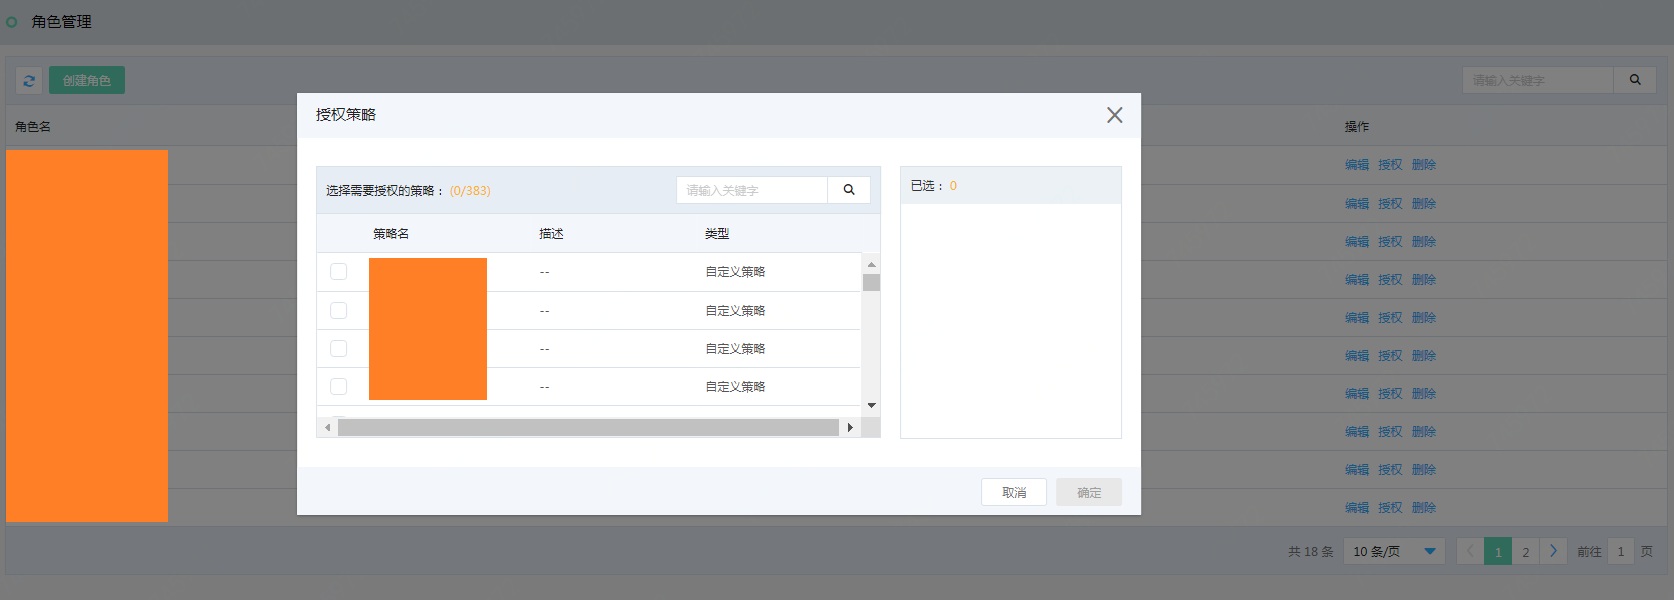 角色管理
创建角色
请输入关键字
角色名
操作
授权策略
选择需要授权的策略： (0/383)
请输入关键字
已选： 0
策略名 描述 类型
-- 自定义策略
-- 自定义策略
-- 自定义策略
-- 自定义策略
取消 确定
编辑 授权 删除
编辑 授权 删除
编辑 授权 删除
编辑 授权 删除
编辑 授权 删除
编辑 授权 删除
编辑 授权 删除
编辑 授权 删除
编辑 授权 删除
编辑 授权 删除
共 18 条 10 条/页 1 2 前往 1 页